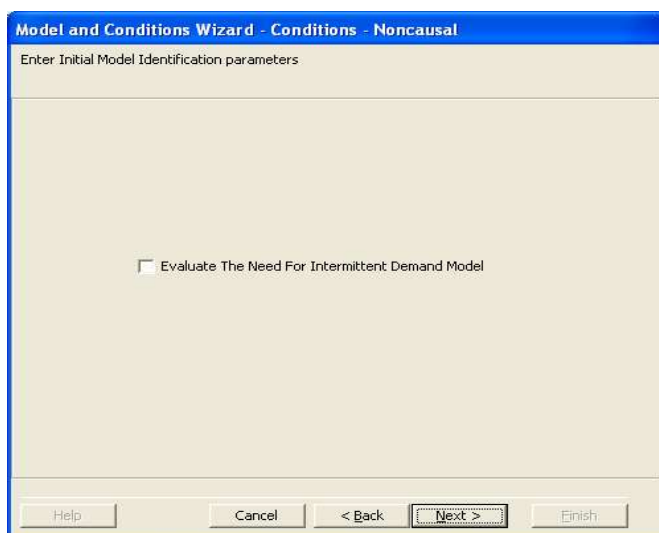 Model and Conditions Wizard - Conditions - Noncausal
Enter Initial Model Identification parameters
Evaluate The Need For Intermittent Demand Model
Help
Cancel
< Back
Next >
Finish